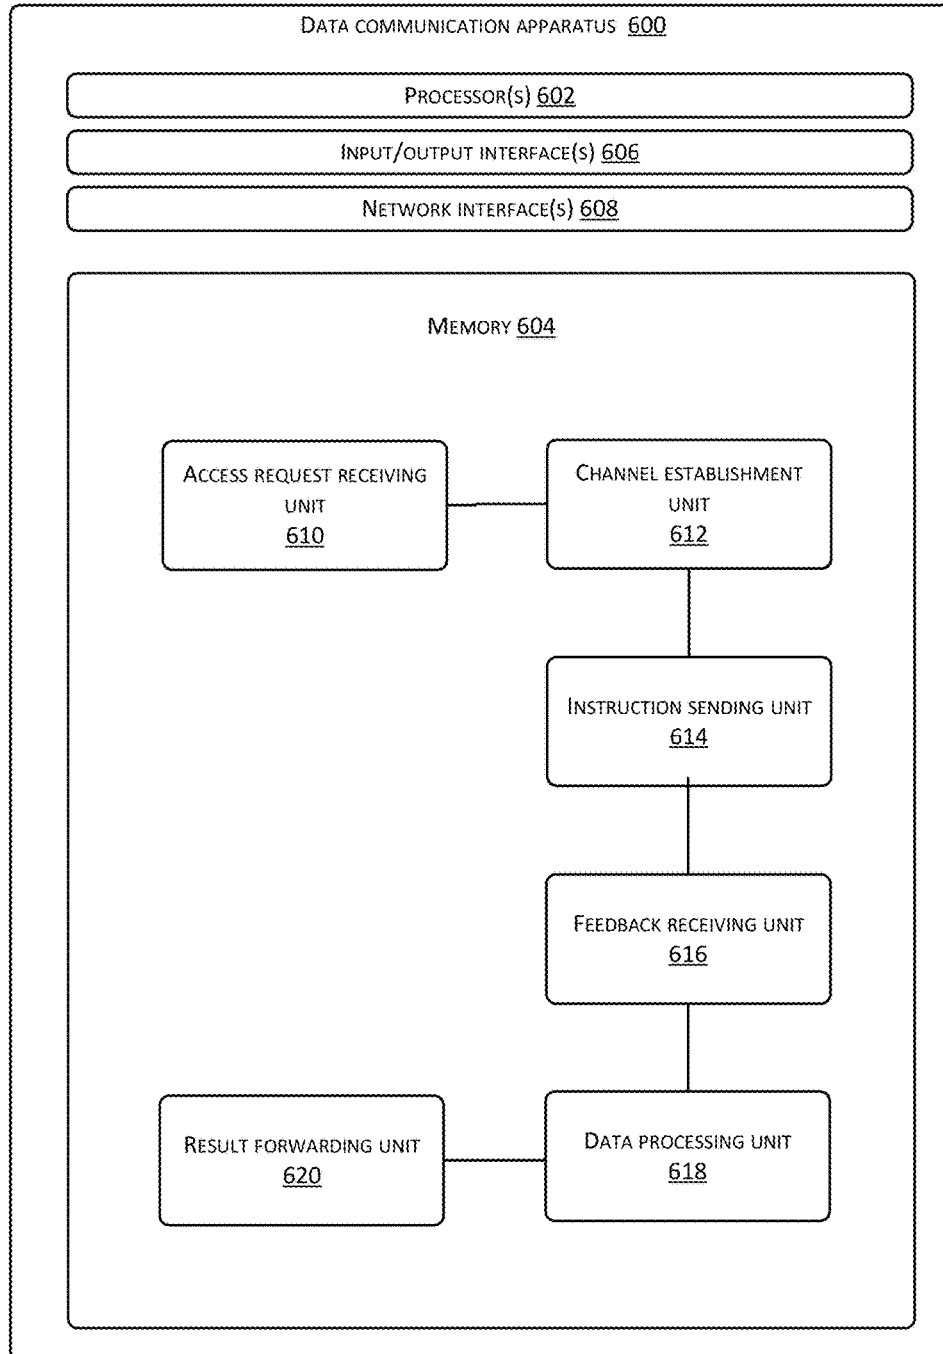 DATA COMMUNICATION APPARATUS 600
PROCESSOR(S) 602
INPUT/OUTPUT INTERFACE(S) 606
NETWORK INTERFACE(S) 608
MEMORY 604
ACCESS REQUEST RECEIVING
UNIT
610
CHANNEL ESTABLISHMENT
UNIT
612
INSTRUCTION SENDING UNIT
614
FEEDBACK RECEIVING UNIT
616
RESULT FORWARDING UNIT
620
DATA PROCESSING UNIT
618